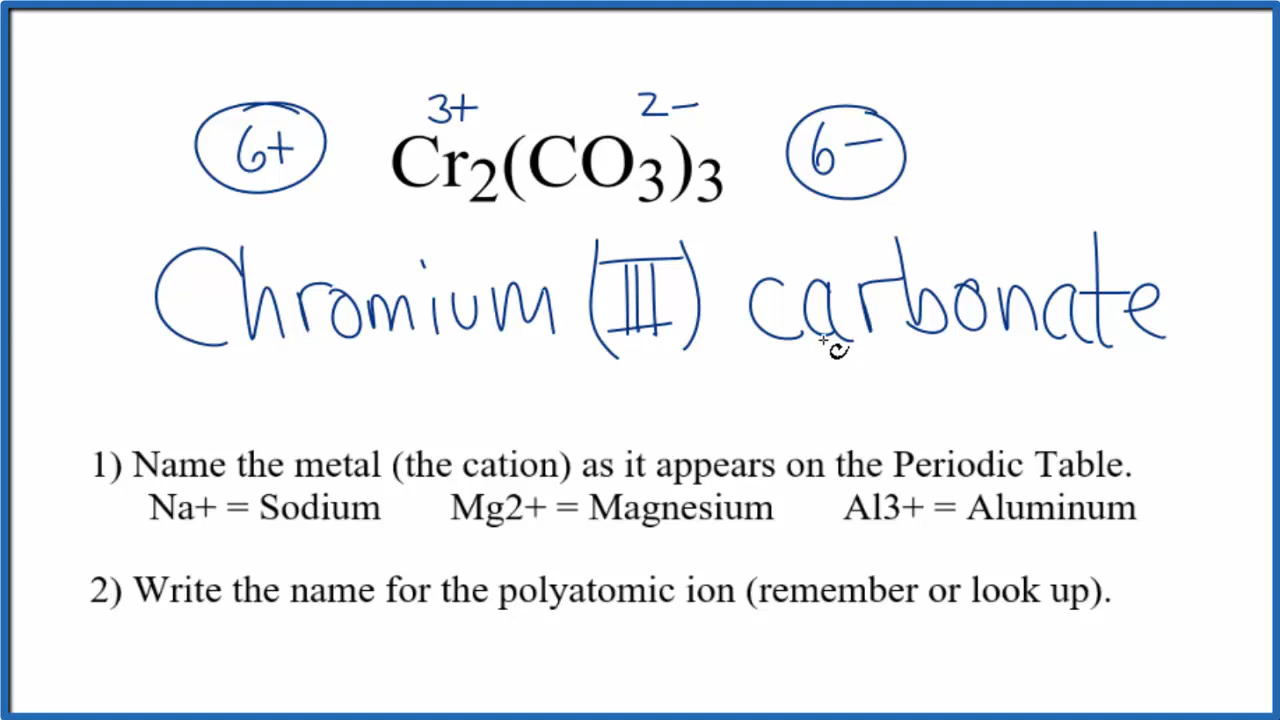 3+ 2-
6+ Cr₂(CO₃)₃ 6-
Chromium (III) carbonate
1) Name the metal (the cation) as it appears on the Periodic Table.
Na+ = Sodium Mg2+ = Magnesium Al3+ = Aluminum
2) Write the name for the polyatomic ion (remember or look up).